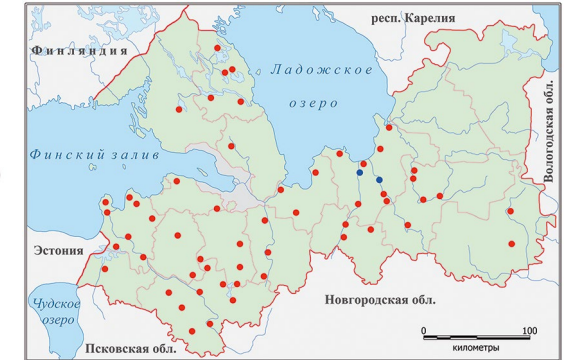 респ. Карелия
Финляндия
Ладожское
озеро
Вологодская обл.
Финский залив
Эстония
Чудское
озеро
Новгородская обл.
Псковская обл.
0 100
километры